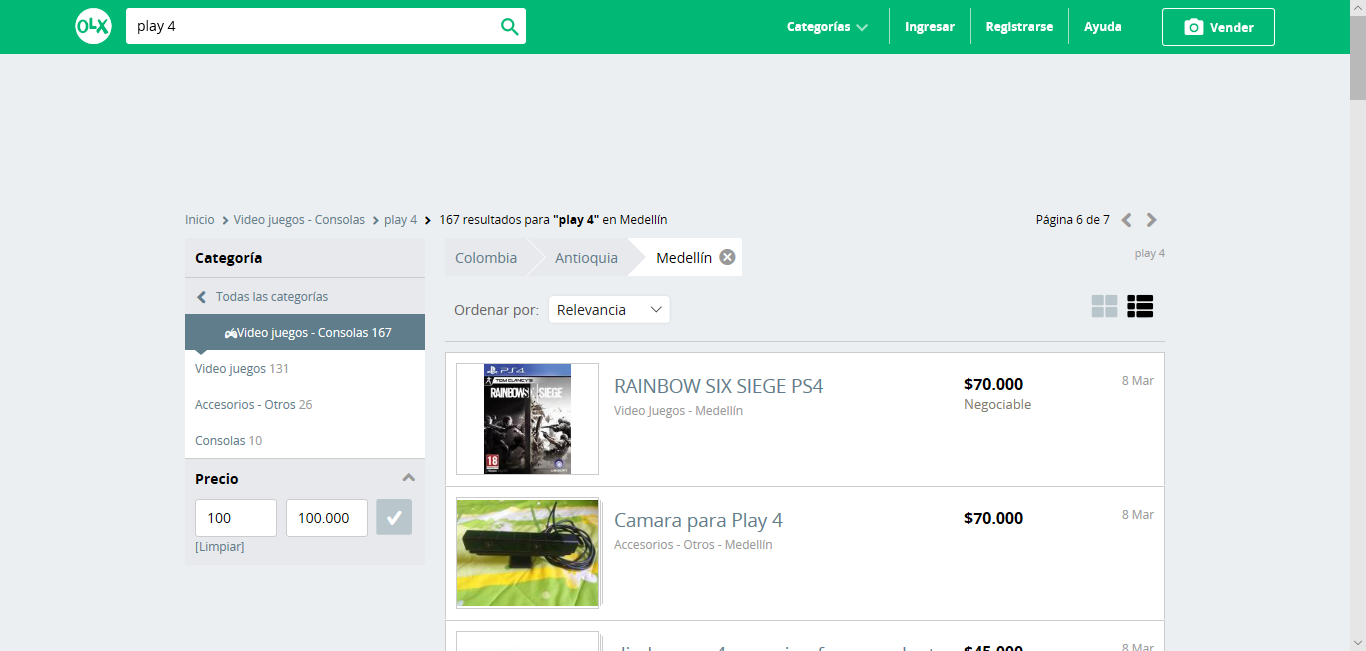 OLX
play 4
Categorías
Ingresar
Registrarse
Ayuda
Vender
Inicio > Video juegos - Consolas > play 4 > 167 resultados para "play 4" en Medellín
Página 6 de 7
Categoría
Todas las categorías
Video juegos - Consolas 167
Video juegos 131
Accesorios - Otros 26
Consolas 10
Precio
100
100.000
[Limpiar]
Colombia
Antioquia
Medellín
play 4
Ordenar por:
Relevancia
PS4
TOM CLANCY'S
RAINBOW SIX SIEGE
18
UBISOFT
RAINBOW SIX SIEGE PS4
Video Juegos - Medellín
$70.000
Negociable
8 Mar
Camara para Play 4
Accesorios - Otros - Medellín
$70.000
8 Mar
$45.000
8 Mar